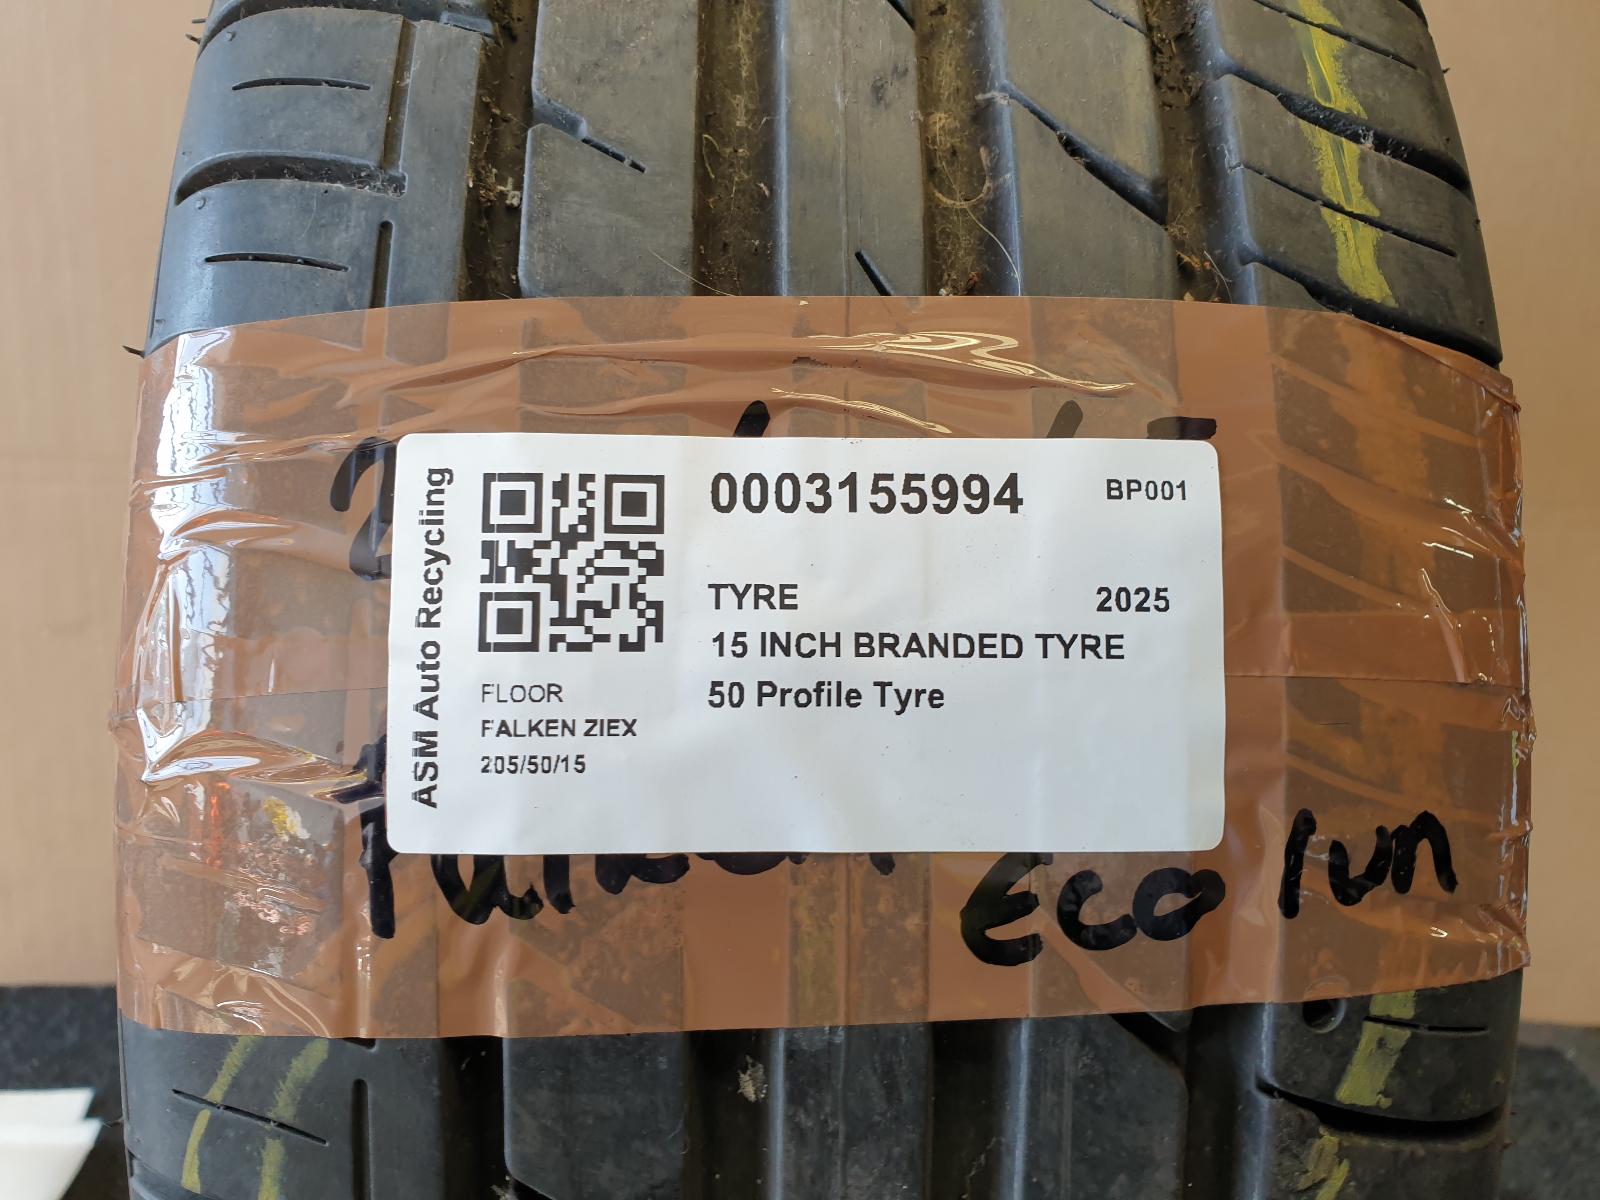 ASM Auto Recycling
0003155994 BP001
TYRE 2025
15 INCH BRANDED TYRE
50 Profile Tyre
FLOOR
FALKEN ZIEX
205/50/15
Eco run